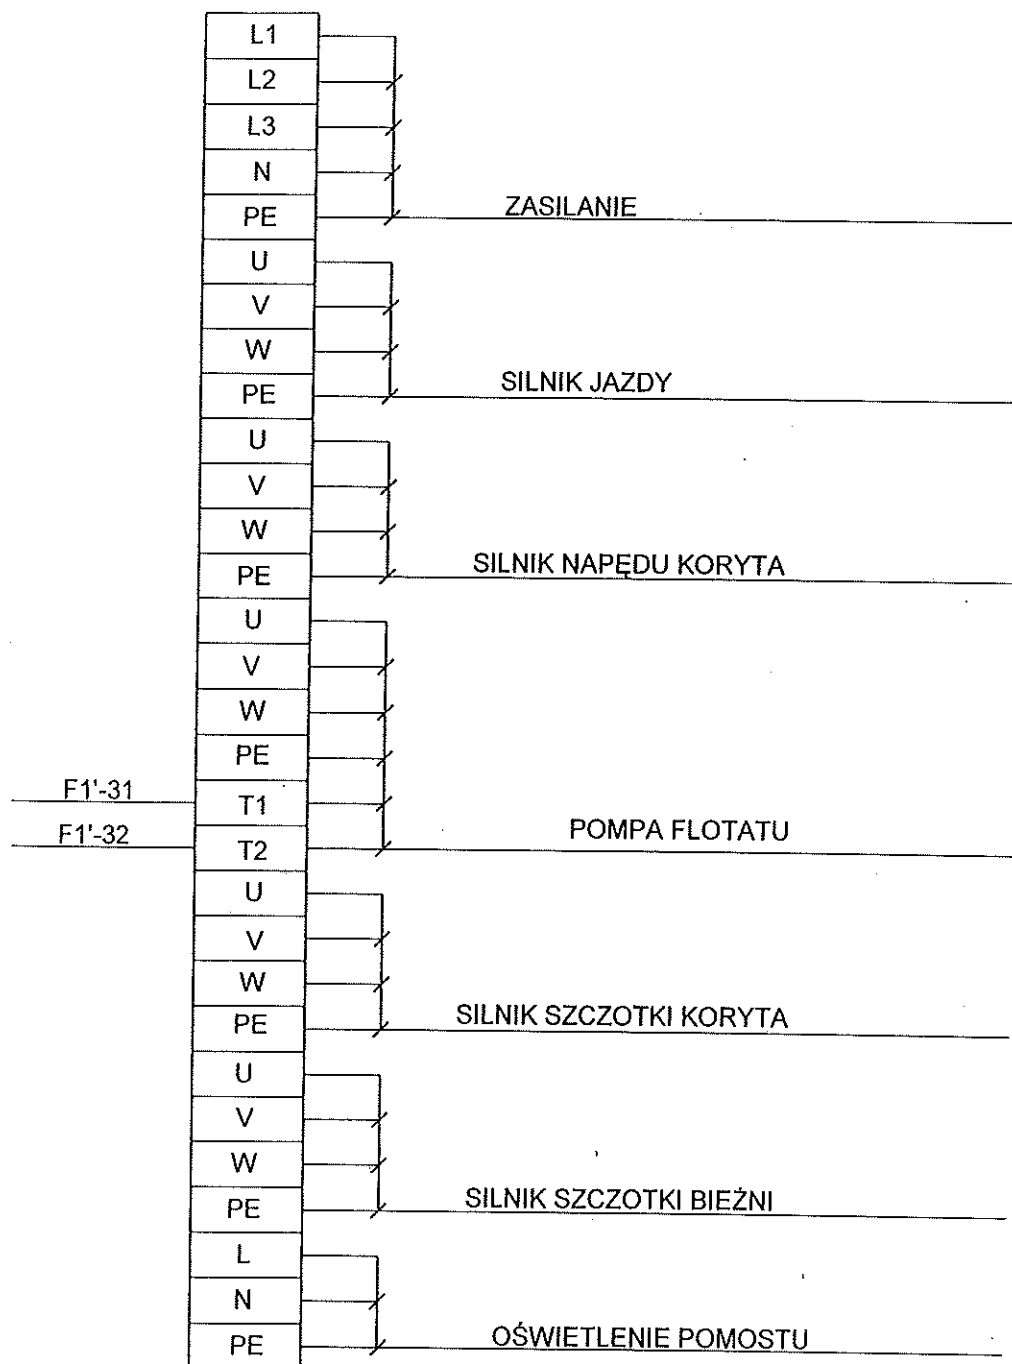 L1
L2
L3
N
PE ZASILANIE
U
V
W
PE SILNIK JAZDY
U
V
W
PE SILNIK NAPĘDU KORYTA
U
V
W
PE
F1'-31 T1
F1'-32 T2 POMPA FLOTATU
U
V
W
PE SILNIK SZCZOTKI KORYTA
U
V
W
PE SILNIK SZCZOTKI BIEŻNI
L
N
PE OŚWIETLENIE POMOSTU